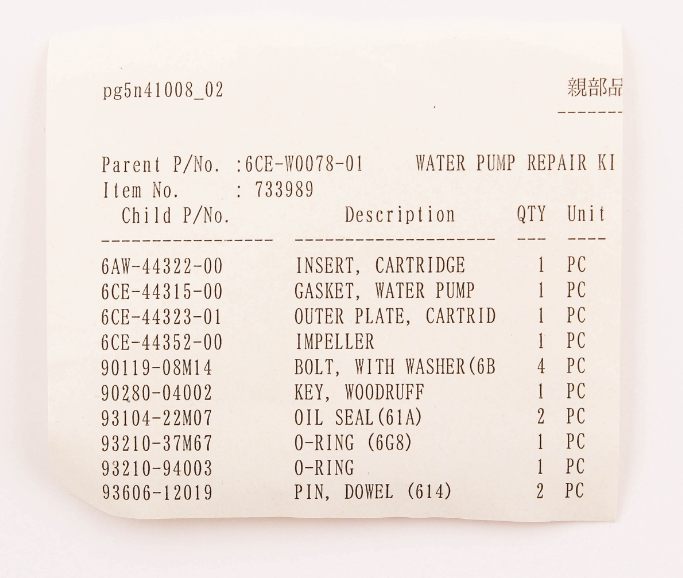 pg5n41008_02 親部品
--------
Parent P/No. :6CE-W0078-01 WATER PUMP REPAIR KI
Item No. : 733989
Child P/No. Description QTY Unit
------------------ --------------------- --- ----
6AW-44322-00 INSERT, CARTRIDGE 1 PC
6CE-44315-00 GASKET, WATER PUMP 1 PC
6CE-44323-01 OUTER PLATE, CARTRID 1 PC
6CE-44352-00 IMPELLER 1 PC
90119-08M14 BOLT, WITH WASHER(6B 4 PC
90280-04002 KEY, WOODRUFF 1 PC
93104-22M07 OIL SEAL(61A) 2 PC
93210-37M67 O-RING (6G8) 1 PC
93210-94003 O-RING 1 PC
93606-12019 PIN, DOWEL (614) 2 PC